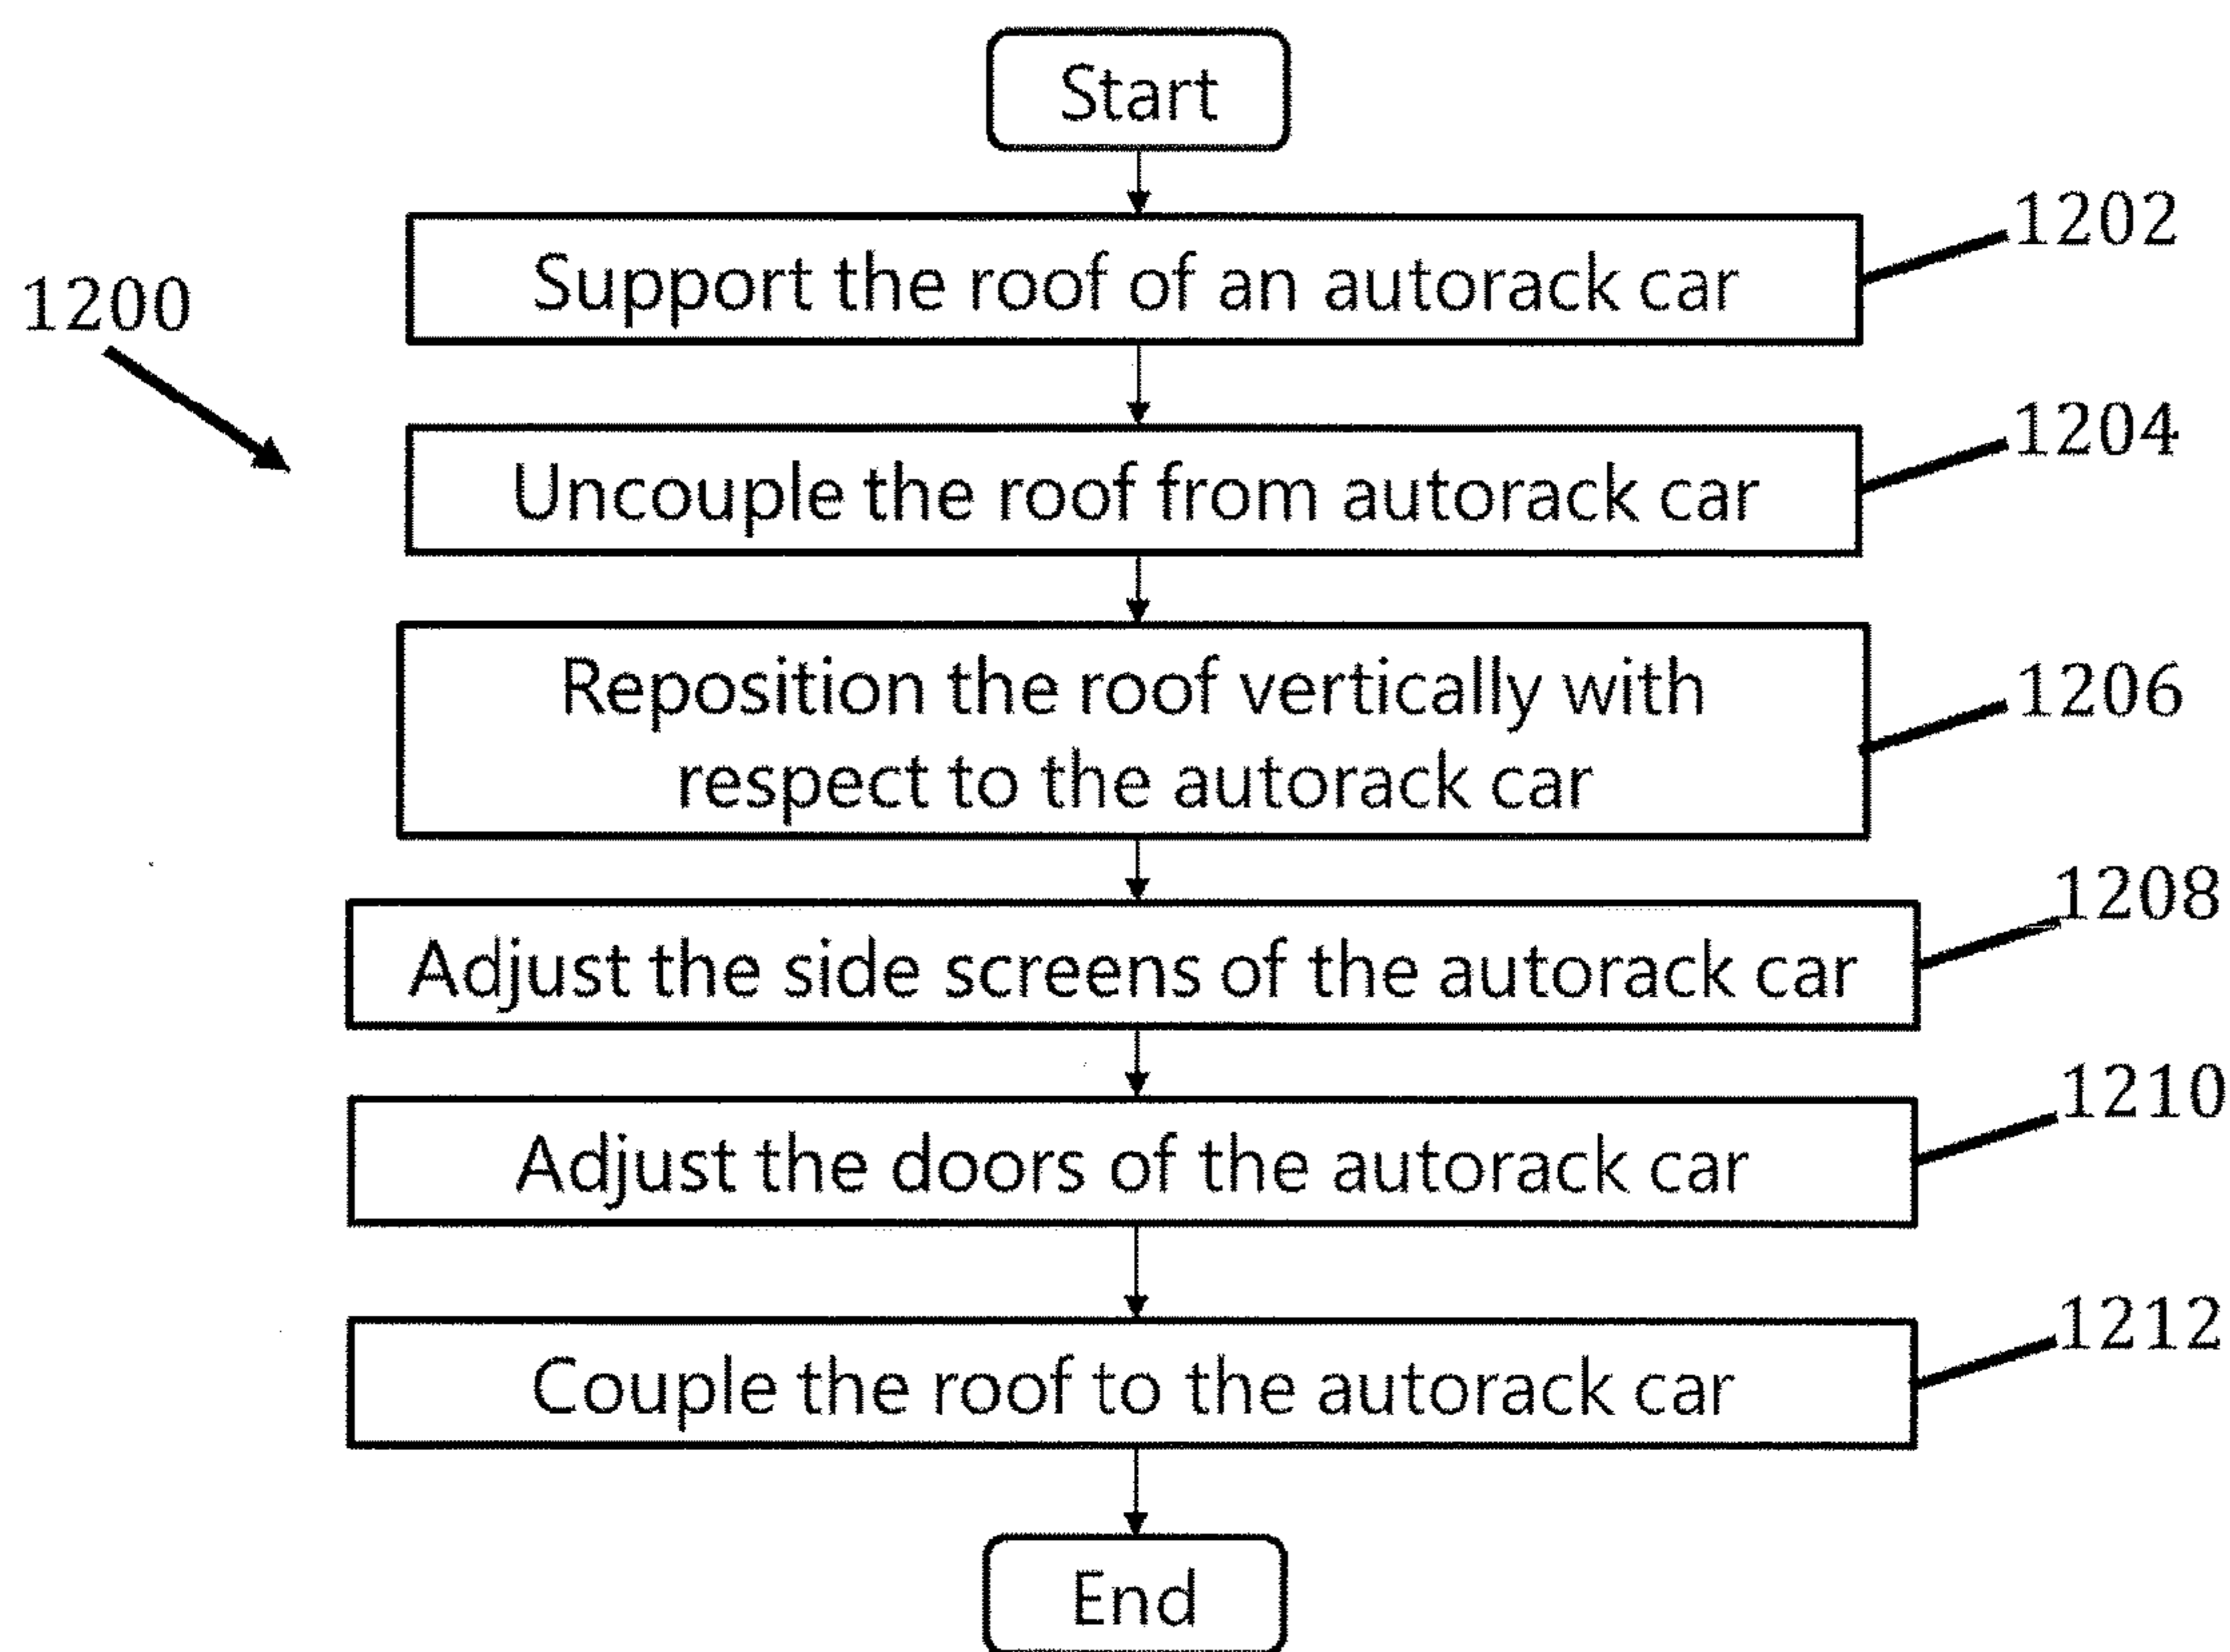 Start
1202
Support the roof of an autorack car
1200
1204
Uncouple the roof from autorack car
Reposition the roof vertically with
1206
respect to the autorack car
1208
Adjust the side screens of the autorack car
1210
Adjust the doors of the autorack car
1212
Couple the roof to the autorack car
End